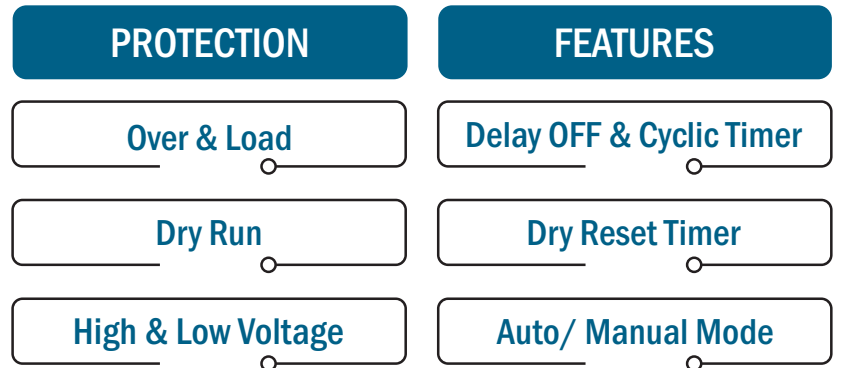 PROTECTION
Over & Load
Dry Run
High & Low Voltage
FEATURES
Delay OFF & Cyclic Timer
Dry Reset Timer
Auto/ Manual Mode